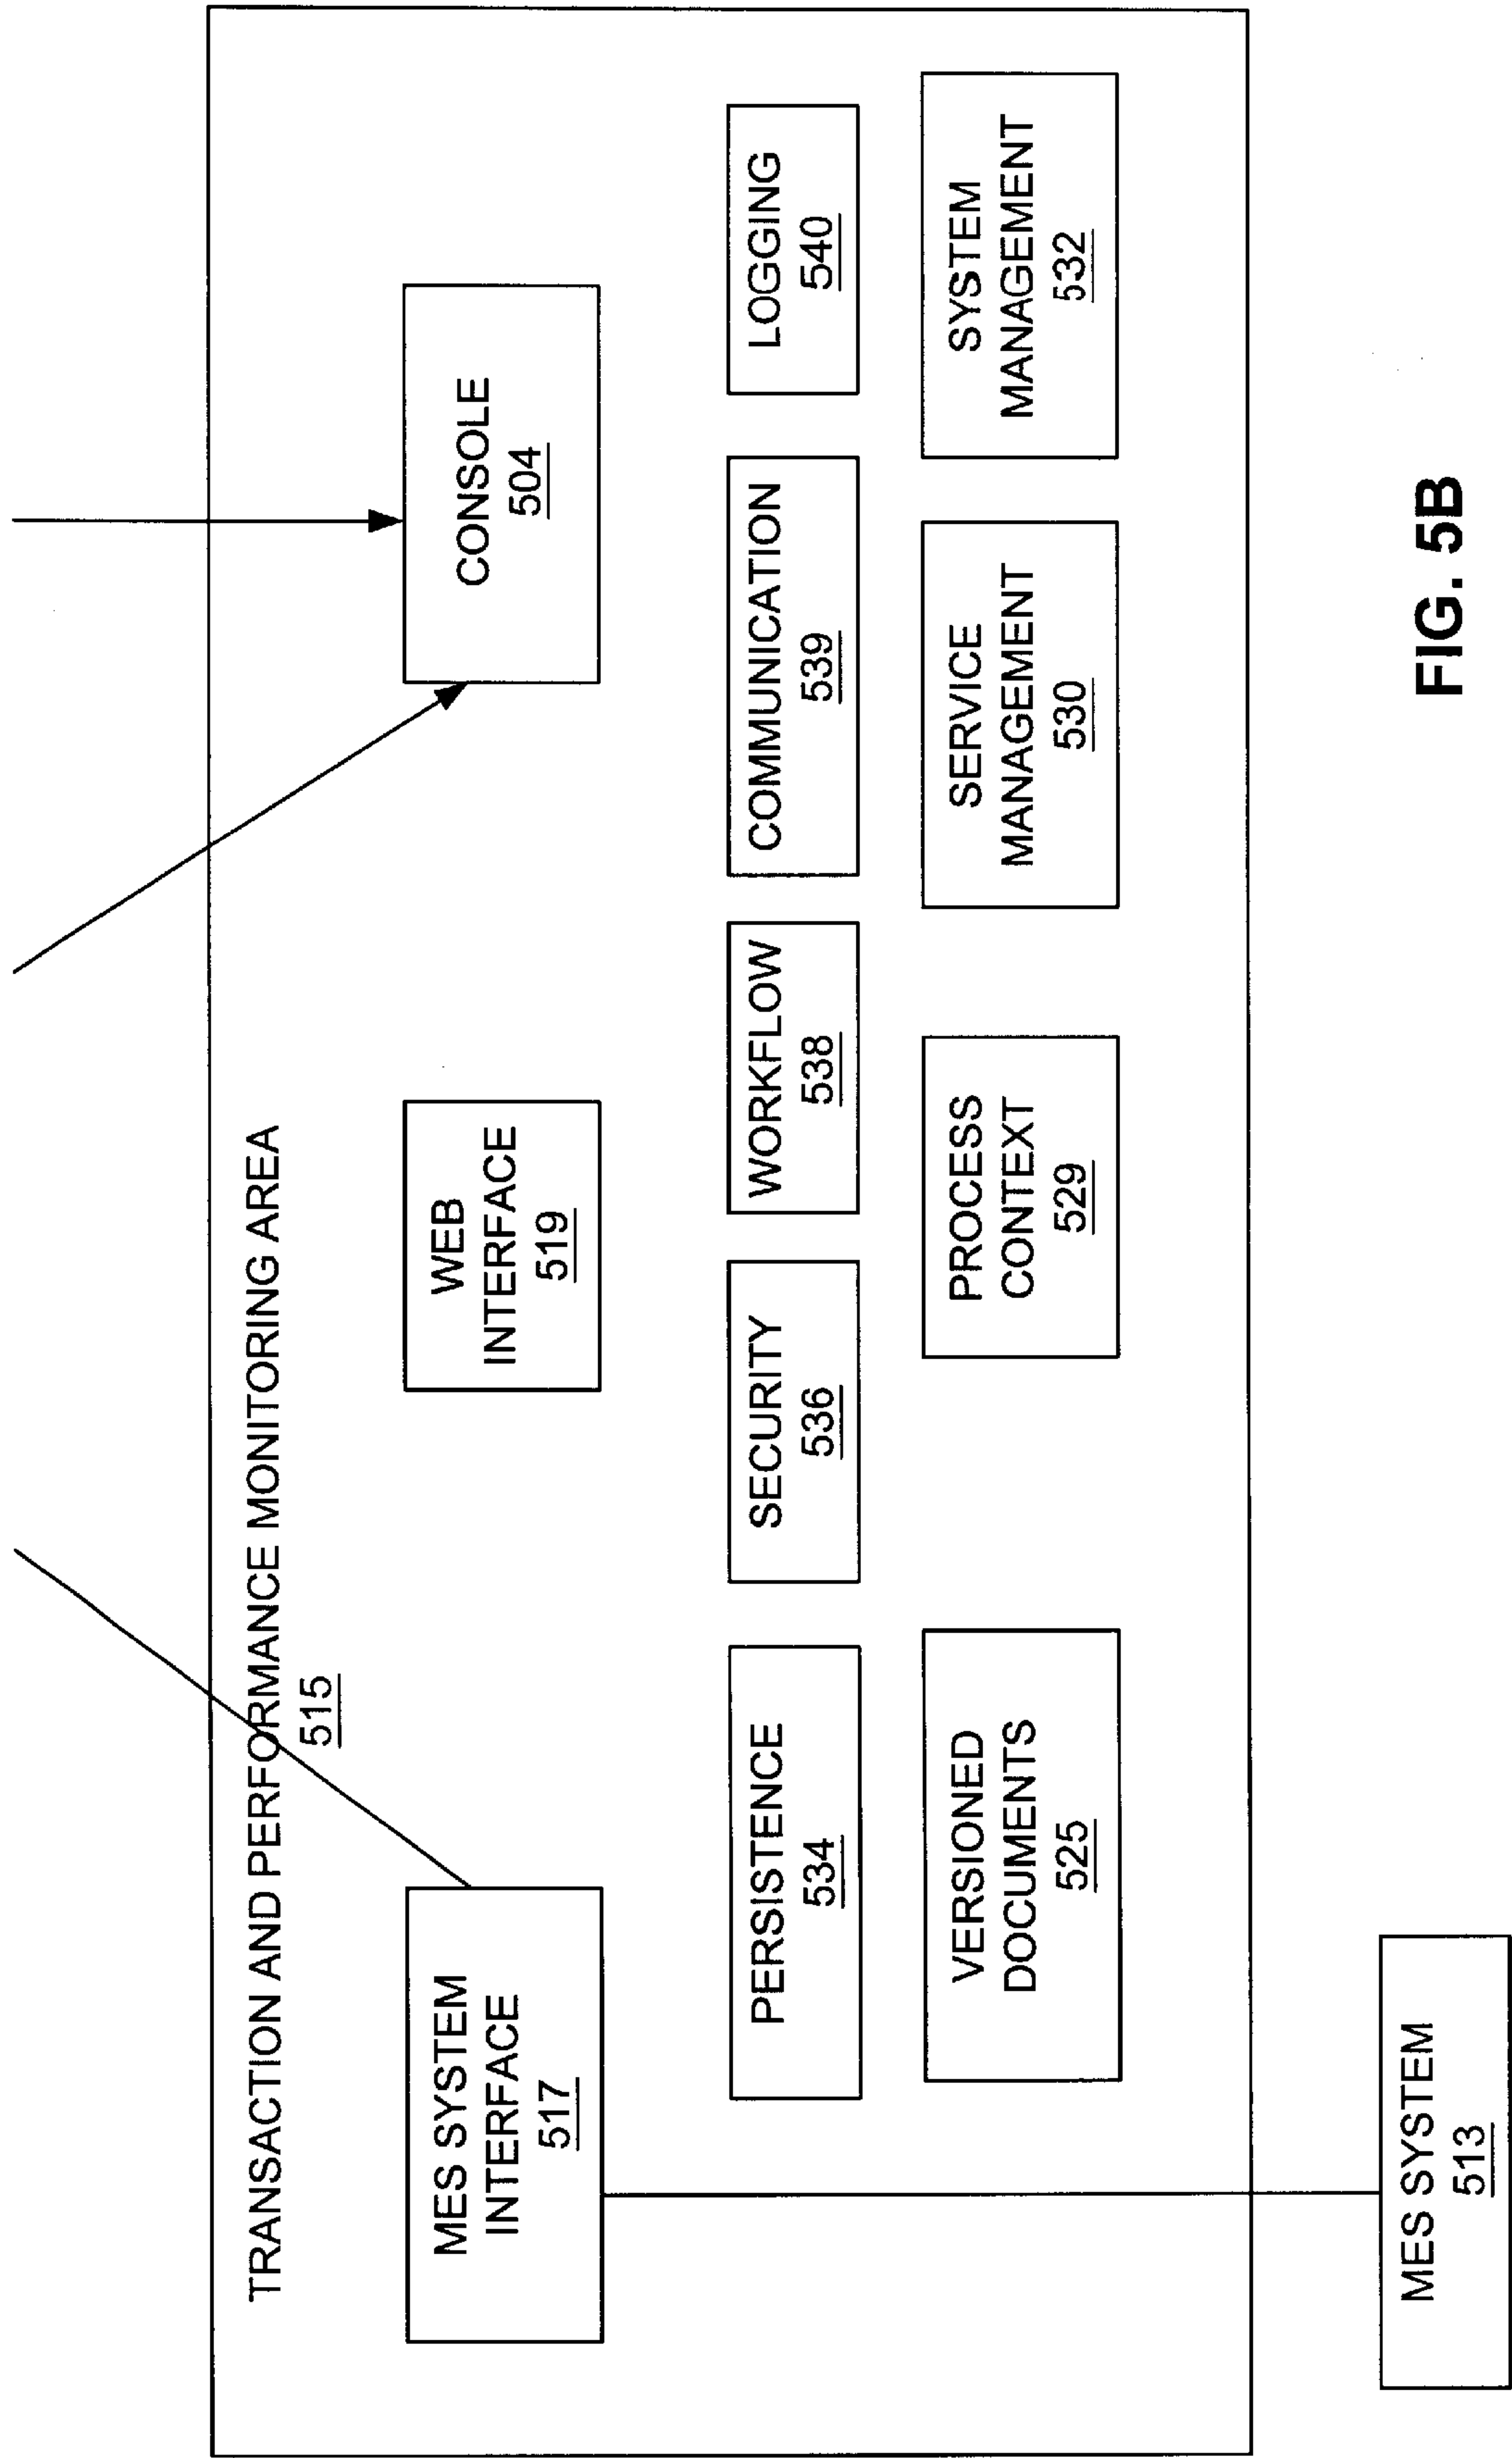 TRANSACTION AND PERFORMANCE MONITORING AREA
515
MES SYSTEM
INTERFACE
517
WEB
INTERFACE
519
CONSOLE
504
PERSISTENCE
534
SECURITY
536
WORKFLOW
538
COMMUNICATION
539
LOGGING
540
VERSIONED
DOCUMENTS
525
PROCESS
CONTEXT
529
SERVICE
MANAGEMENT
530
SYSTEM
MANAGEMENT
532
MES SYSTEM
513
FIG. 5B